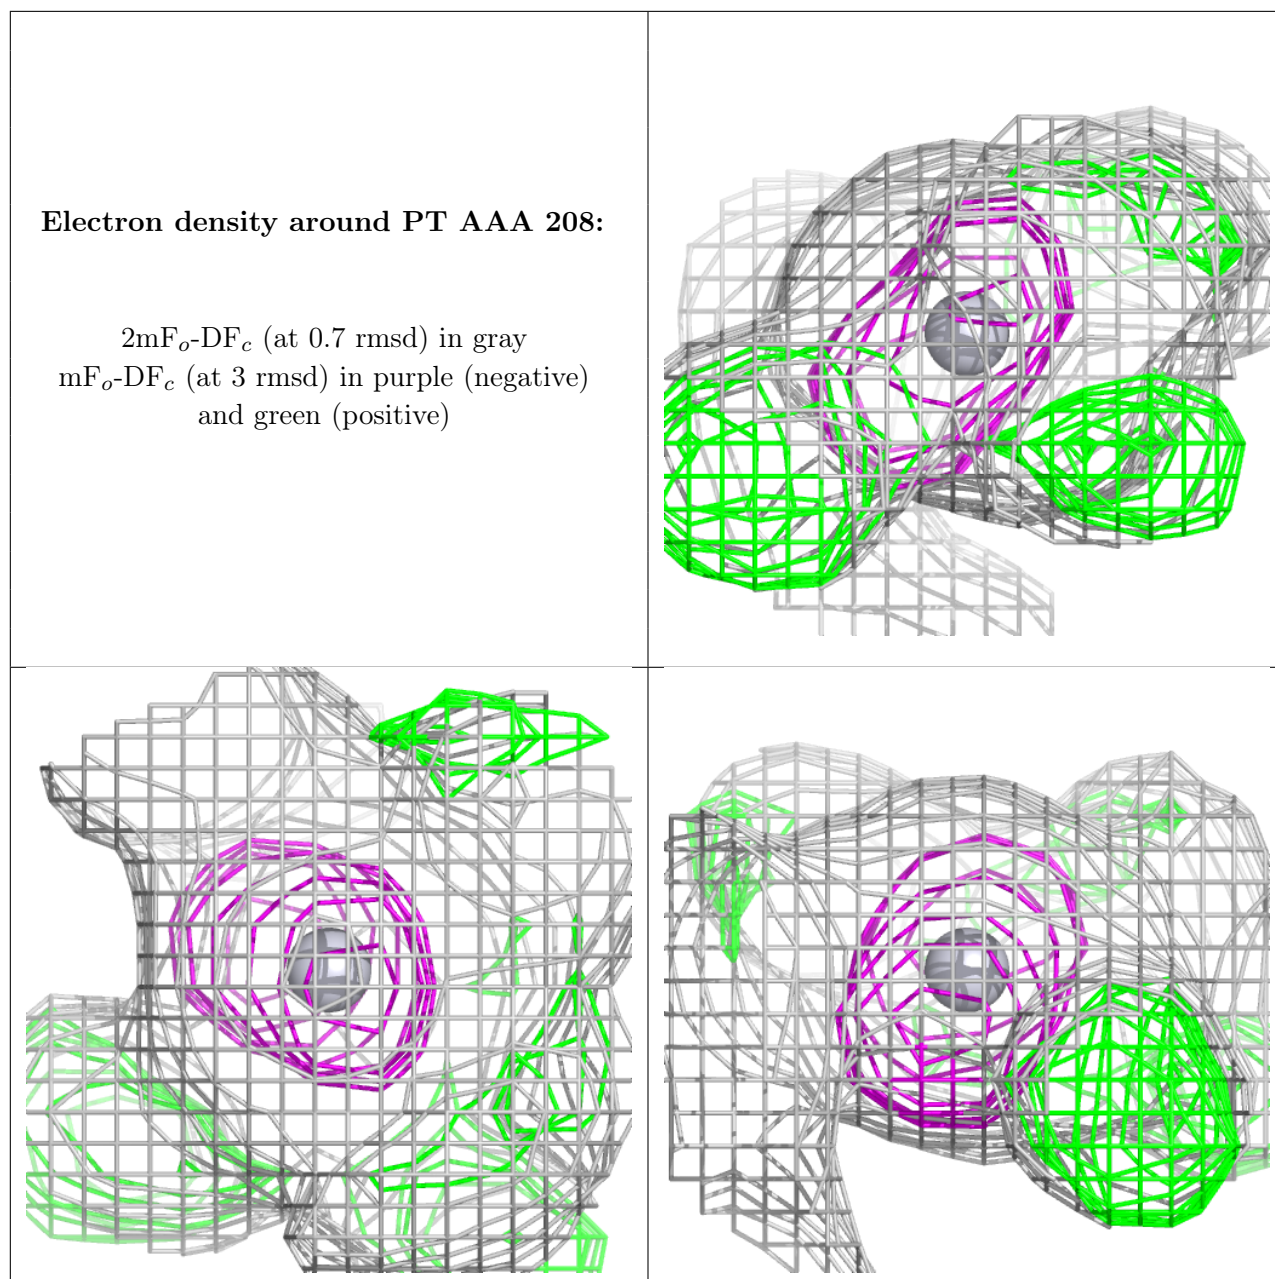 Electron density around PT AAA 208:
2mFₒ-DF𝒸 (at 0.7 rmsd) in gray
mFₒ-DF𝒸 (at 3 rmsd) in purple (negative)
and green (positive)